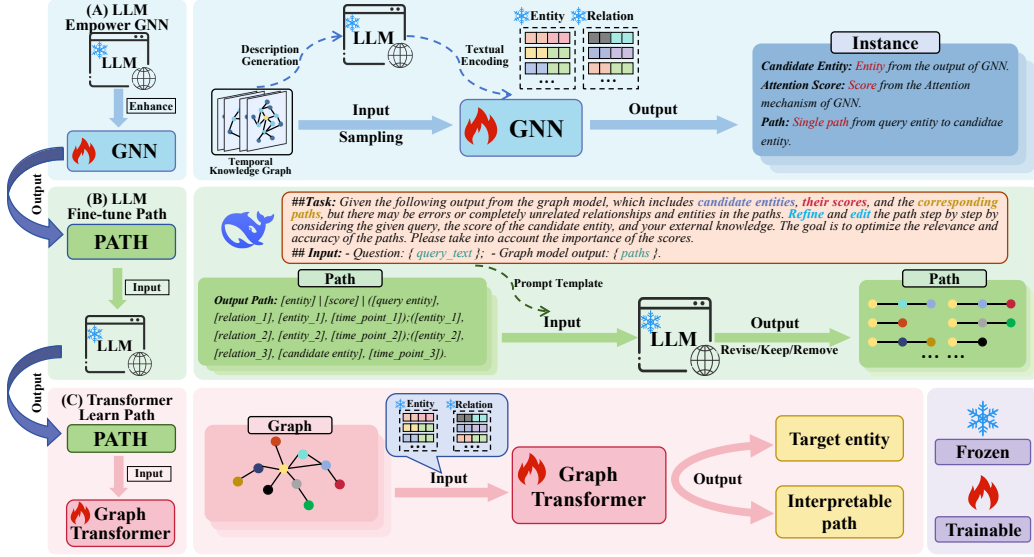 (A) LLM
Empower GNN
LLM
Enhance
GNN
Output
Description
Generation
LLM
Textual
Encoding
Entity
Relation
...
...
Temporal
Knowledge Graph
Input
Sampling
GNN
Output
Instance
Candidate Entity: Entity from the output of GNN.
Attention Score: Score from the Attention
mechanism of GNN.
Path: Single path from query entity to candidtae
entity.
(B) LLM
Fine-tune Path
PATH
Input
LLM
Output
##Task: Given the following output from the graph model, which includes candidate entities, their scores, and the corresponding
paths, but there may be errors or completely unrelated relationships and entities in the paths. Refine and edit the path step by step by
considering the given query, the score of the candidate entity, and your external knowledge. The goal is to optimize the relevance and
accuracy of the paths. Please take into account the importance of the scores.
## Input: - Question: { query_text }; - Graph model output: { paths }.
Path
Output Path: [entity] | [score] | ([query entity],
[relation_1], [entity_1], [time_point_1]);([entity_1],
[relation_2], [entity_2], [time_point_2]);([entity_2],
[relation_3], [candidate entity], [time_point_3]).
Prompt Template
Input
LLM
Output
Revise/Keep/Remove
Path
... ...
(C) Transformer
Learn Path
PATH
Input
Graph
Transformer
Graph
Entity
Relation
...
...
Input
Graph
Transformer
Output
Target entity
Interpretable
path
Frozen
Trainable